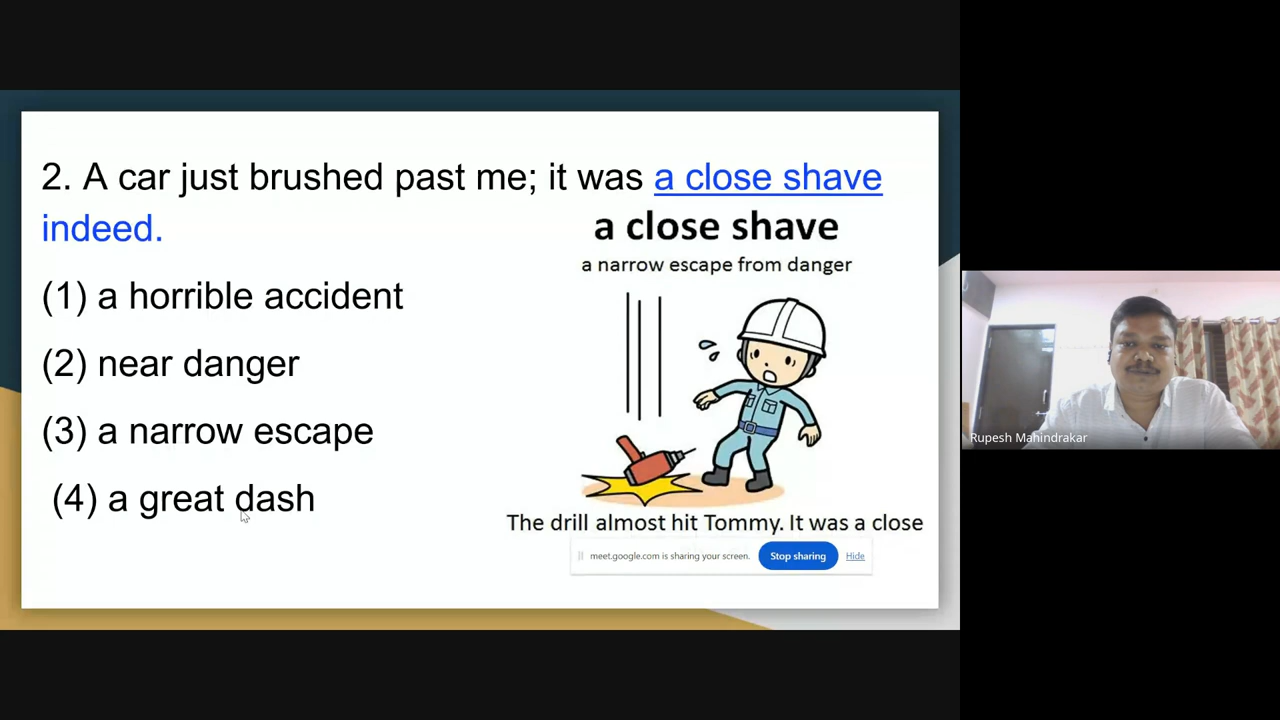 2. A car just brushed past me; it was a close shave
indeed.
a close shave
a narrow escape from danger
(1) a horrible accident
(2) near danger
(3) a narrow escape
(4) a great dash
The drill almost hit Tommy. It was a close
meet.google.com is sharing your screen. Stop sharing Hide
Rupesh Mahindrakar